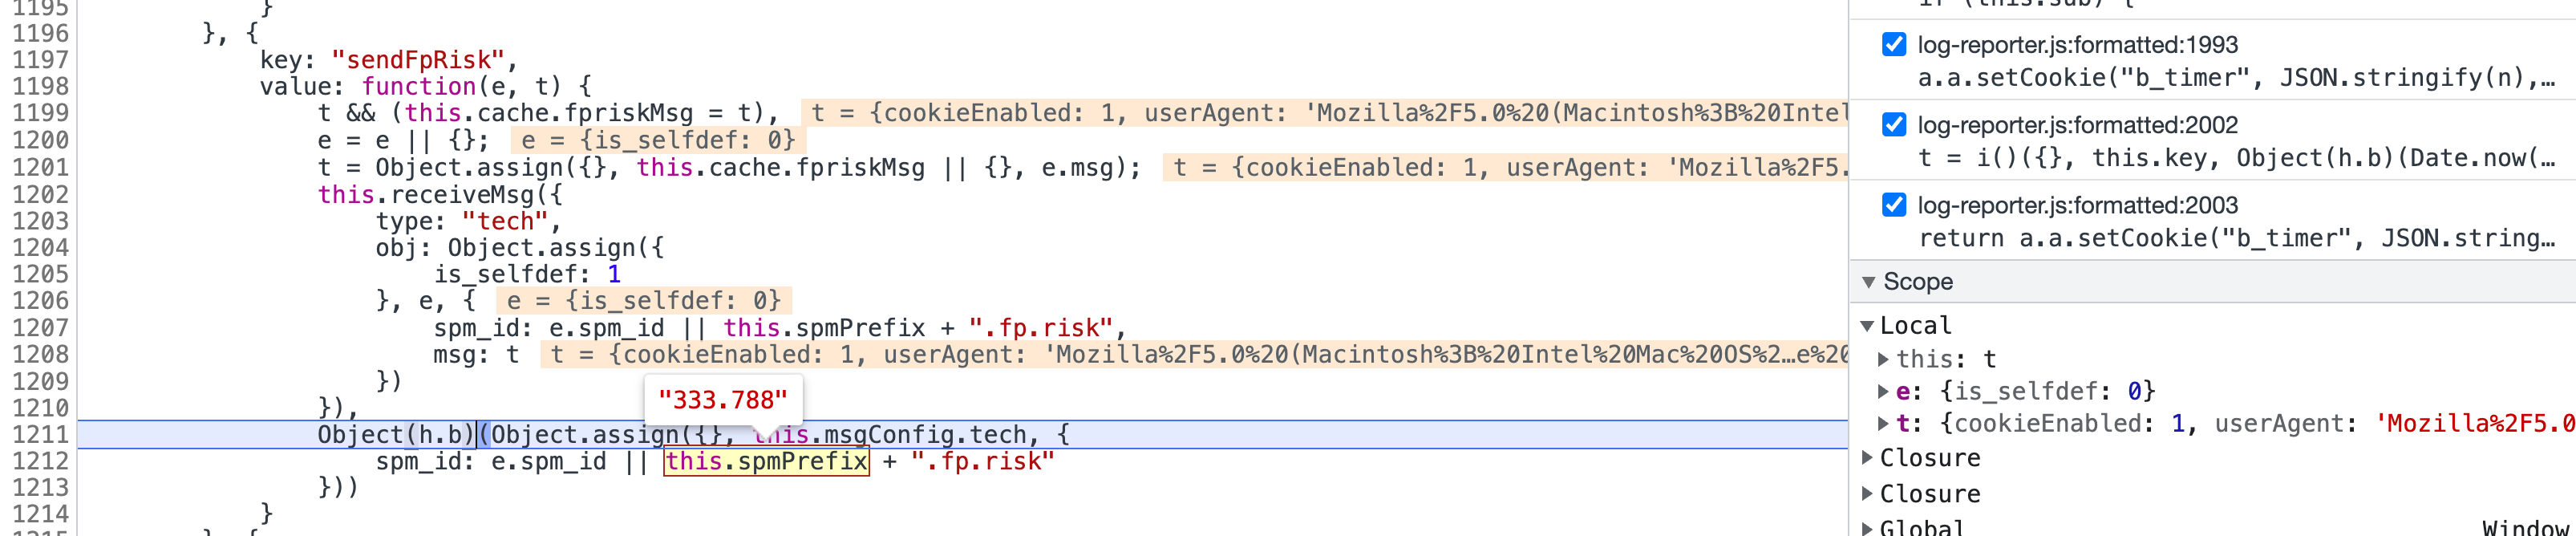 1195 }
1196 }, {
1197 key: "sendFpRisk",
1198 value: function(e, t) {
1199 t && (this.cache.fpriskMsg = t), t = {cookieEnabled: 1, userAgent: 'Mozilla%2F5.0%20(Macintosh%3B%20Intel
1200 e = e || {}; e = {is_selfdef: 0}
1201 t = Object.assign({}, this.cache.fpriskMsg || {}, e.msg); t = {cookieEnabled: 1, userAgent: 'Mozilla%2F5.
1202 this.receiveMsg({
1203 type: "tech",
1204 obj: Object.assign({
1205 is_selfdef: 1
1206 }, e, { e = {is_selfdef: 0}
1207 spm_id: e.spm_id || this.spmPrefix + ".fp.risk",
1208 msg: t t = {cookieEnabled: 1, userAgent: 'Mozilla%2F5.0%20(Macintosh%3B%20Intel%20Mac%20OS%2…e%20
1209 })
"333.788"
1210 }),
1211 Object(h.b)(Object.assign({}, this.msgConfig.tech, {
1212 spm_id: e.spm_id || this.spmPrefix + ".fp.risk"
1213 }))
1214 }
1215 }, {
if (this.sub) {
log-reporter.js:formatted:1993
a.a.setCookie("b_timer", JSON.stringify(n),…
log-reporter.js:formatted:2002
t = i()({}, this.key, Object(h.b)(Date.now(…
log-reporter.js:formatted:2003
return a.a.setCookie("b_timer", JSON.string…
Scope
Local
this: t
e: {is_selfdef: 0}
t: {cookieEnabled: 1, userAgent: 'Mozilla%2F5.0
Closure
Closure
Global Window